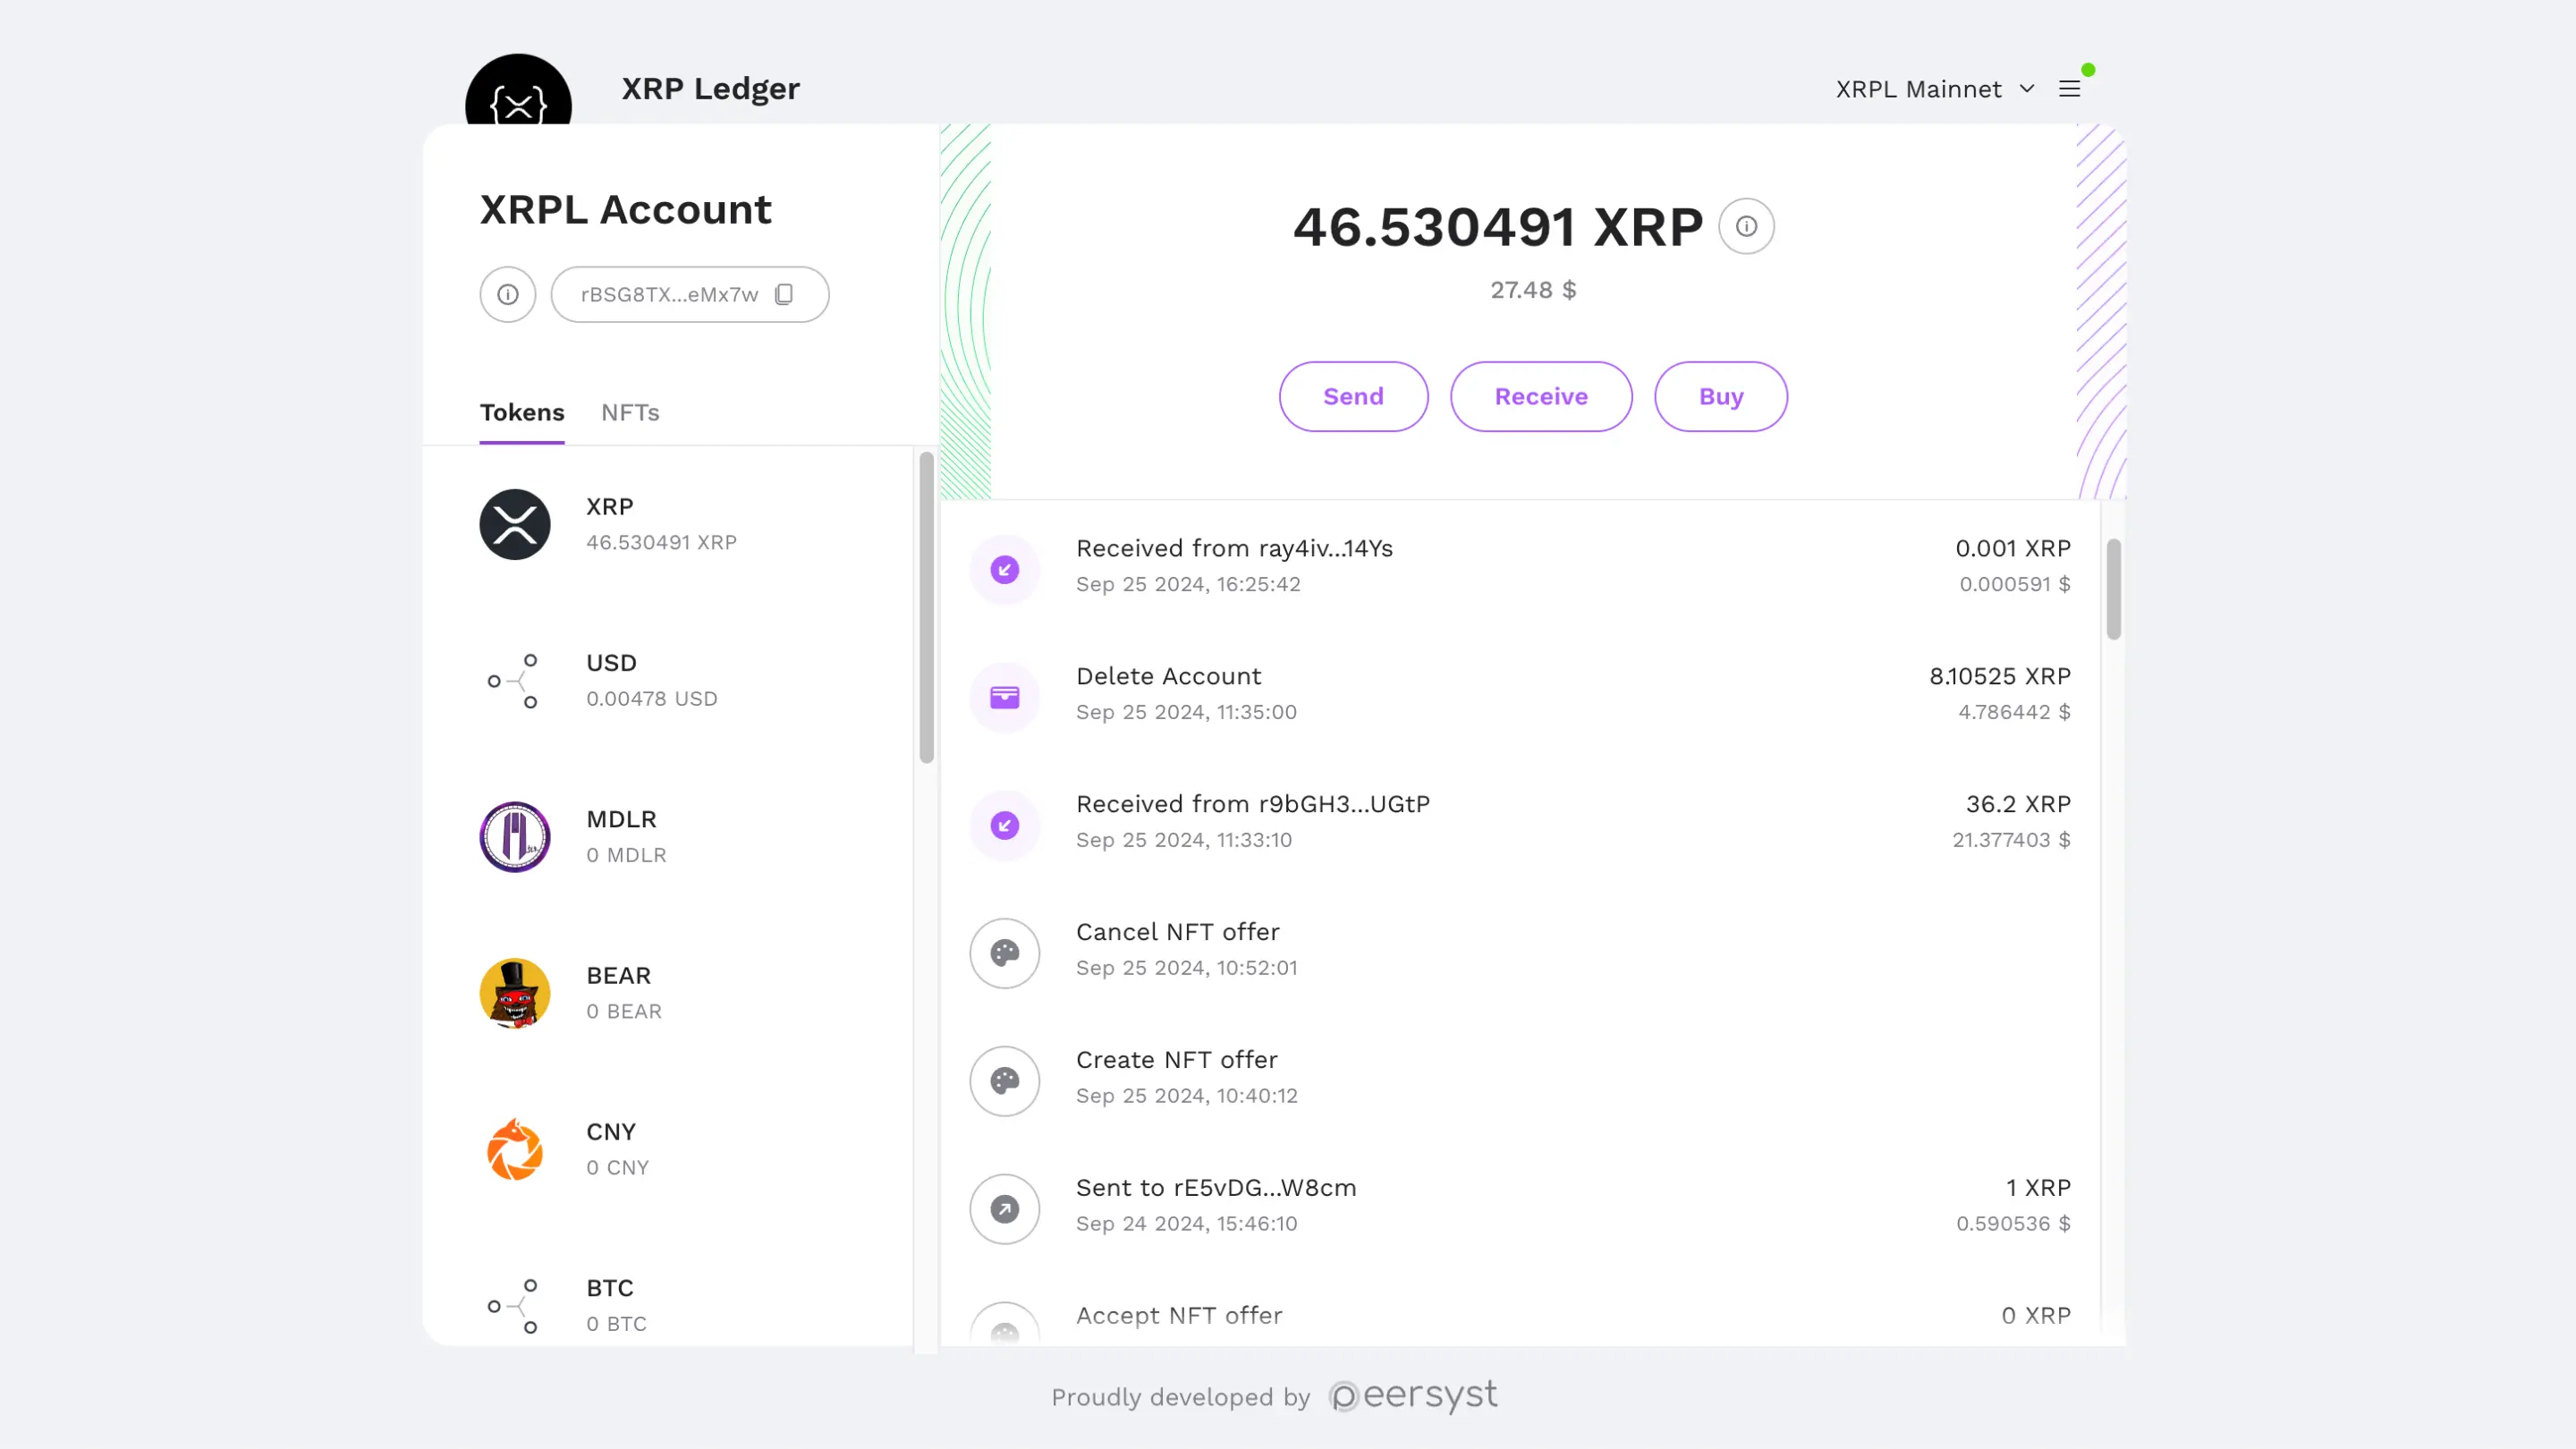 XRP Ledger
XRPL Mainnet
XRPL Account
rBSG8TX...eMx7w
Tokens NFTs
XRP
46.530491 XRP
USD
0.00478 USD
MDLR
0 MDLR
BEAR
0 BEAR
CNY
0 CNY
BTC
0 BTC
46.530491 XRP
27.48 $
Send Receive Buy
Received from ray4iv...14Ys 0.001 XRP
Sep 25 2024, 16:25:42 0.000591 $
Delete Account 8.10525 XRP
Sep 25 2024, 11:35:00 4.786442 $
Received from r9bGH3...UGtP 36.2 XRP
Sep 25 2024, 11:33:10 21.377403 $
Cancel NFT offer
Sep 25 2024, 10:52:01
Create NFT offer
Sep 25 2024, 10:40:12
Sent to rE5vDG...W8cm 1 XRP
Sep 24 2024, 15:46:10 0.590536 $
Accept NFT offer 0 XRP
Proudly developed by peersyst